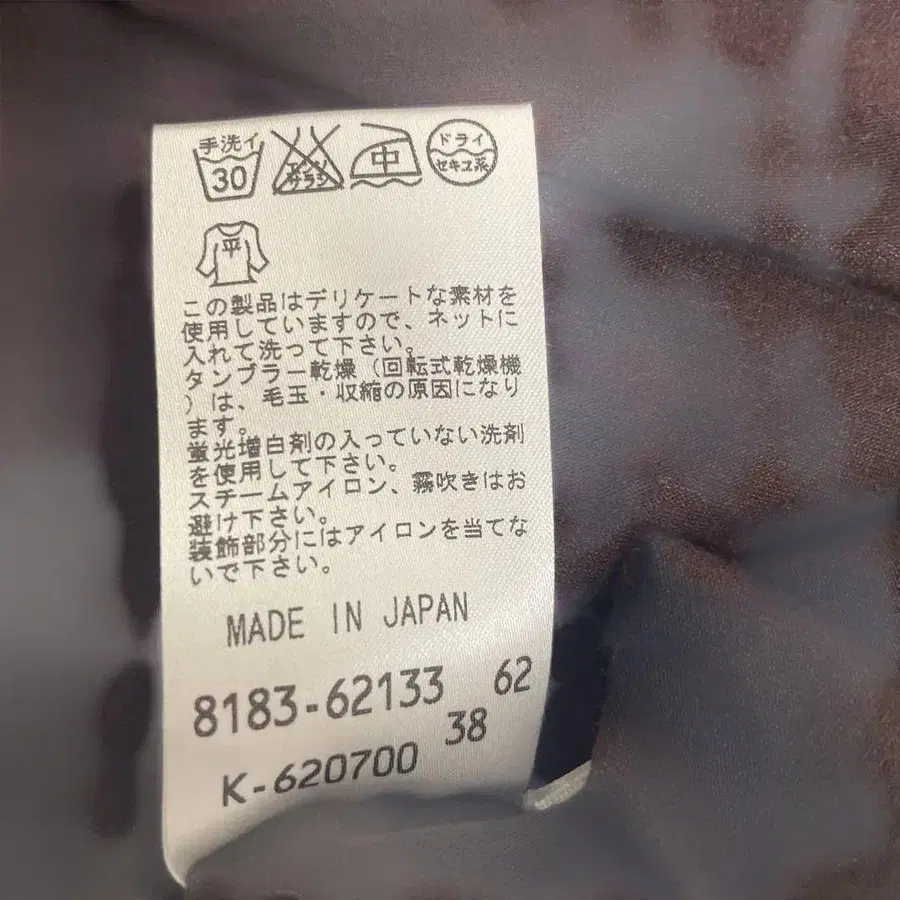 手洗イ
30
エンソ
サラシ
中
ドライ
セキユ系
平
この製品はデリケートな素材を
使用していますので、ネットに
入れて洗って下さい。
タンブラー乾燥（回転式乾燥機
）は、毛玉・収縮の原因になり
ます。
蛍光増白剤の入っていない洗剤
を使用して下さい。
スチームアイロン、霧吹きはお
避け下さい。
装飾部分にはアイロンを当てな
いで下さい。
MADE IN JAPAN
8183-62133 62
K-620700 38